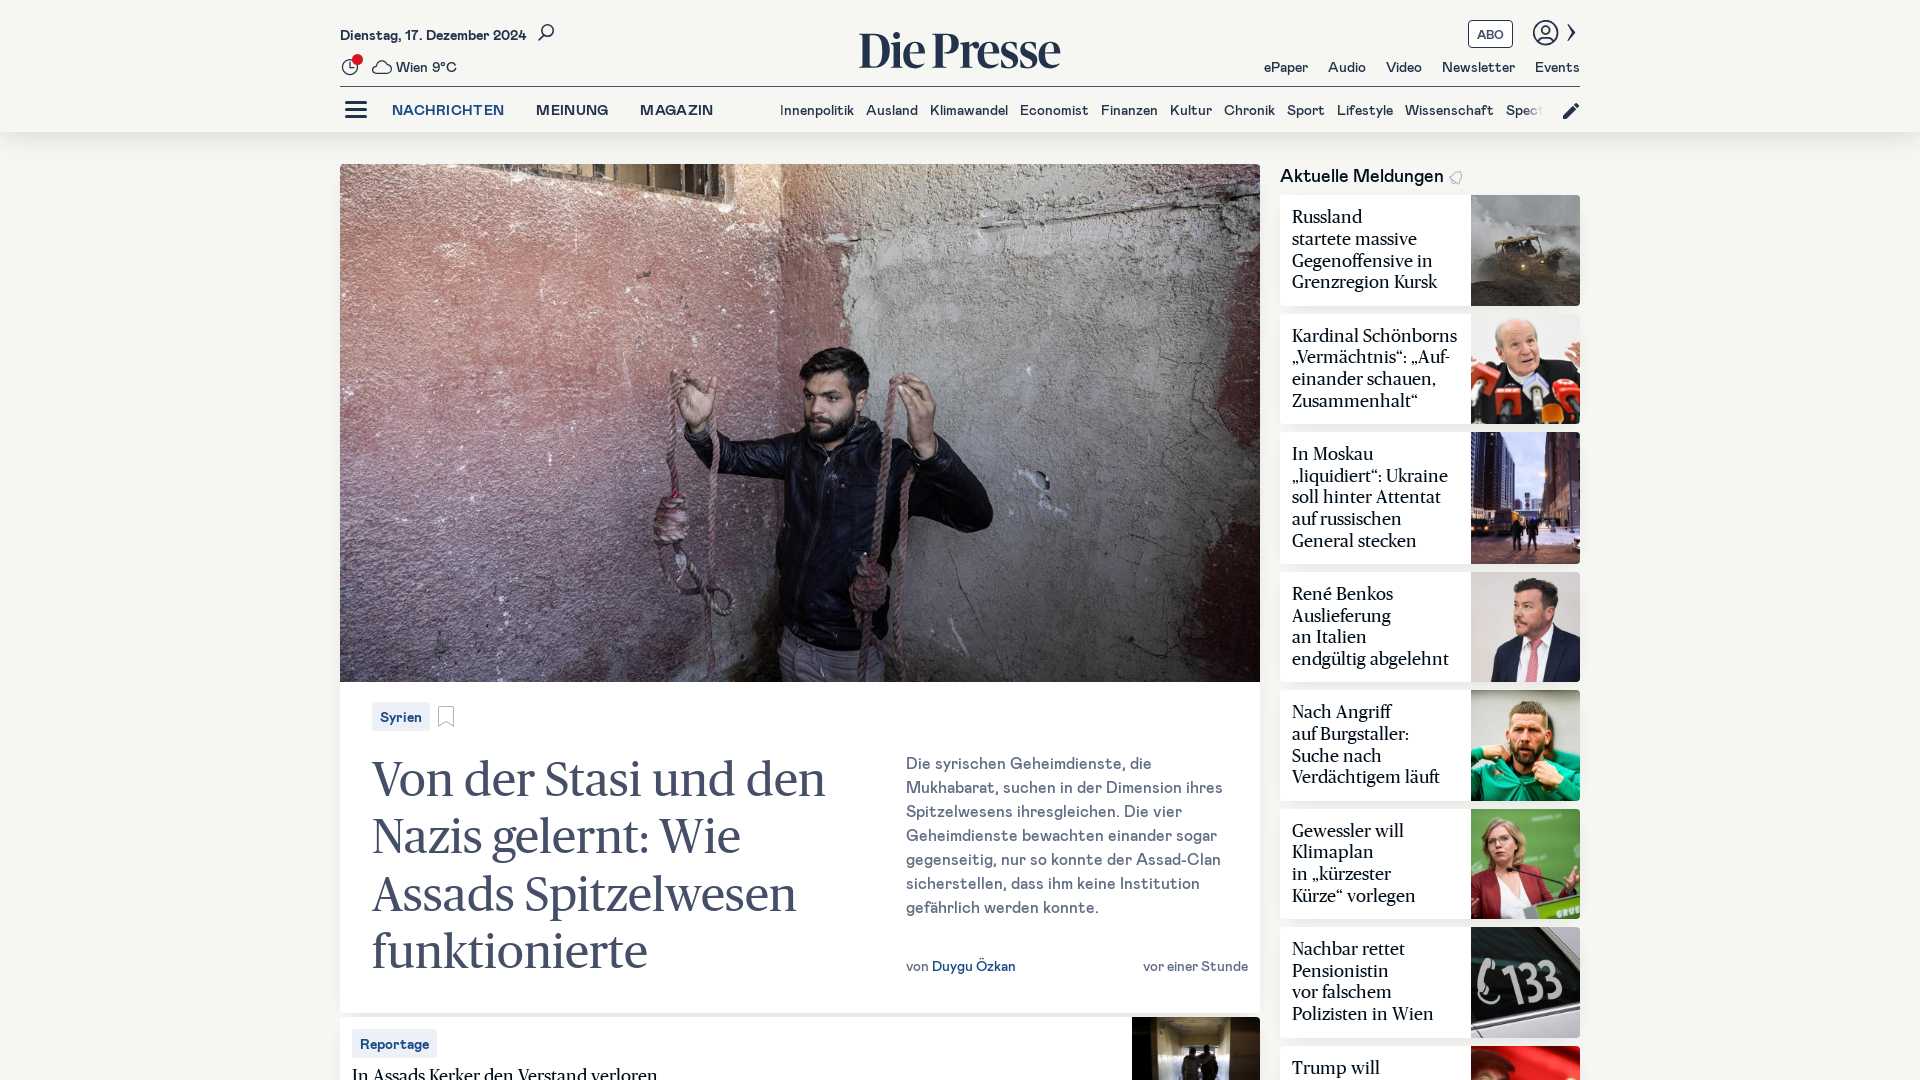 Dienstag, 17. Dezember 2024
Wien 9°C
Die Presse
ABO
ePaper Audio Video Newsletter Events
NACHRICHTEN MEINUNG MAGAZIN
Innenpolitik Ausland Klimawandel Economist Finanzen Kultur Chronik Sport Lifestyle Wissenschaft Spect
Syrien
Von der Stasi und den
Nazis gelernt: Wie
Assads Spitzelwesen
funktionierte
Die syrischen Geheimdienste, die
Mukhabarat, suchen in der Dimension ihres
Spitzelwesens ihresgleichen. Die vier
Geheimdienste bewachten einander sogar
gegenseitig, nur so konnte der Assad-Clan
sicherstellen, dass ihm keine Institution
gefährlich werden konnte.
von Duygu Özkan
vor einer Stunde
Reportage
In Assads Kerker den Verstand verloren
Aktuelle Meldungen
Russland
startete massive
Gegenoffensive in
Grenzregion Kursk
Kardinal Schönborns
„Vermächtnis“: „Auf-
einander schauen,
Zusammenhalt“
In Moskau
„liquidiert“: Ukraine
soll hinter Attentat
auf russischen
General stecken
René Benkos
Auslieferung
an Italien
endgültig abgelehnt
Nach Angriff
auf Burgstaller:
Suche nach
Verdächtigem läuft
Gewessler will
Klimaplan
in „kürzester
Kürze“ vorlegen
Nachbar rettet
Pensionistin
vor falschem
Polizisten in Wien
133
Trump will